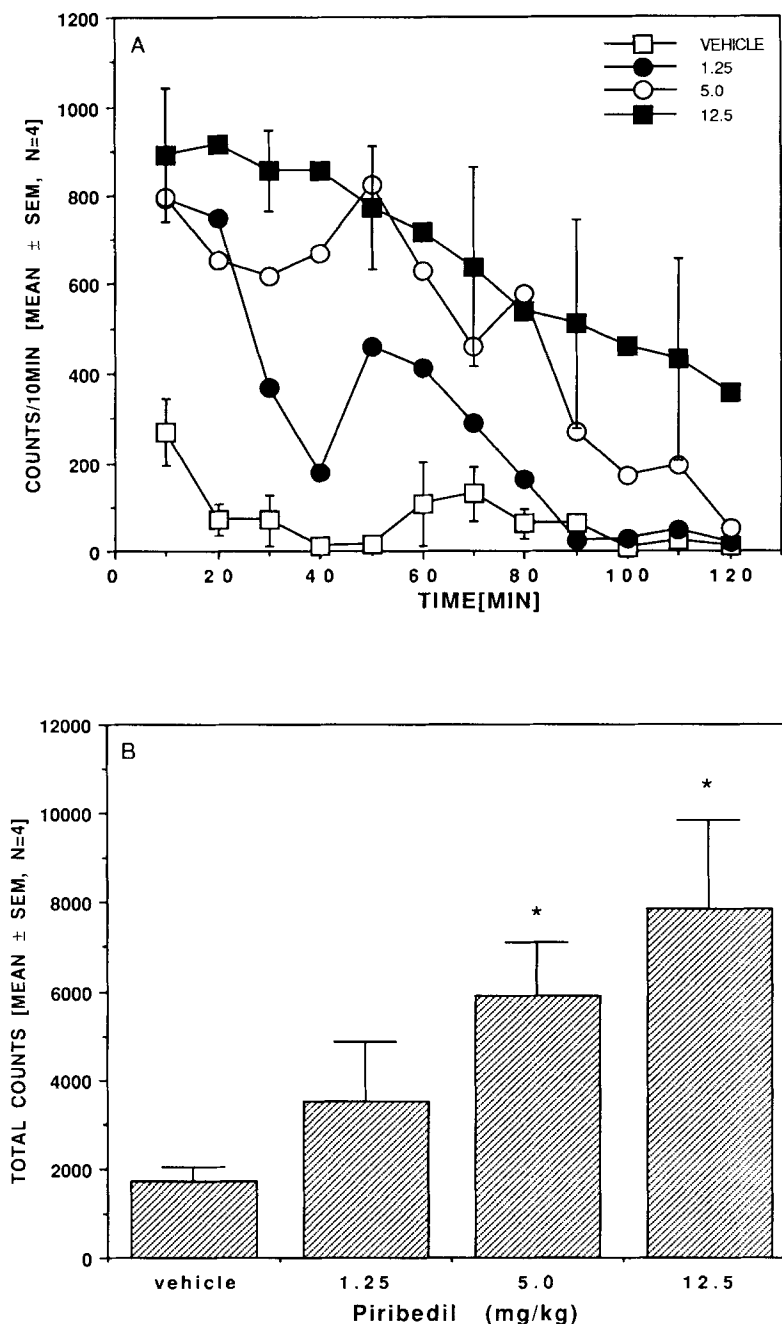 A
VEHICLE
1.25
5.0
12.5
COUNTS/10MIN [MEAN ± SEM, N=4]
1200
1000
800
600
400
200
0
0 20 40 60 80 100 120
TIME[MIN]
B
TOTAL COUNTS [MEAN ± SEM, N=4]
12000
10000
8000
6000
4000
2000
0
*
*
vehicle 1.25 5.0 12.5
Piribedil (mg/kg)